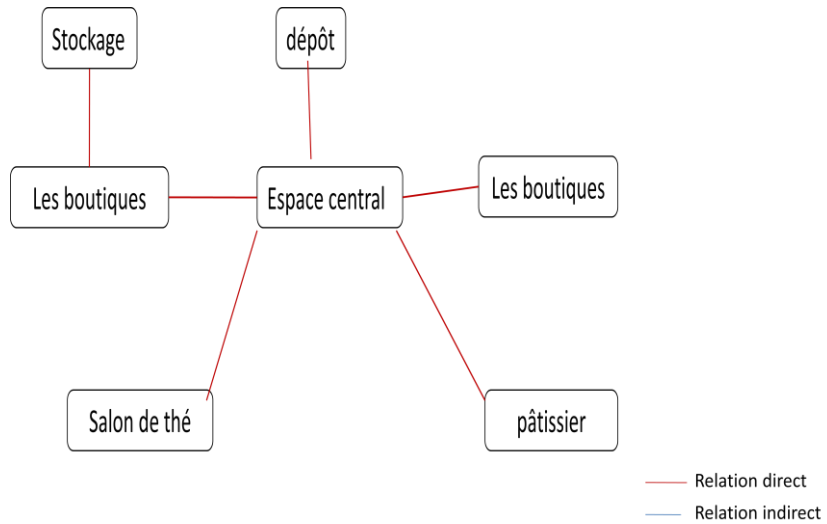 Stockage
dépôt
Les boutiques
Espace central
Les boutiques
Salon de thé
pâtissier
Relation direct
Relation indirect